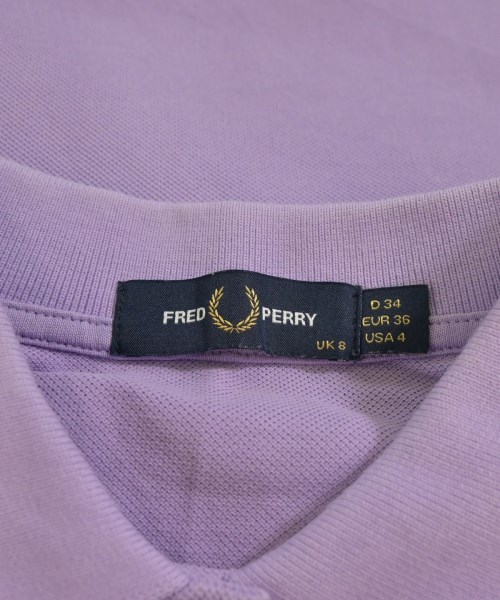 FRED PERRY
UK 8
D 34
EUR 36
USA 4